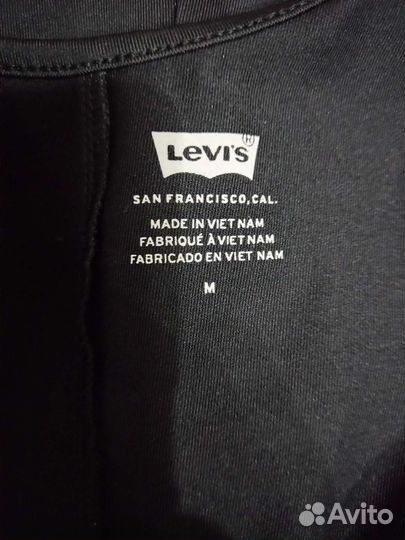 Levi's ®
SAN FRANCISCO, CAL.
MADE IN VIET NAM
FABRIQUÉ À VIET NAM
FABRICADO EN VIET NAM
M
Avito